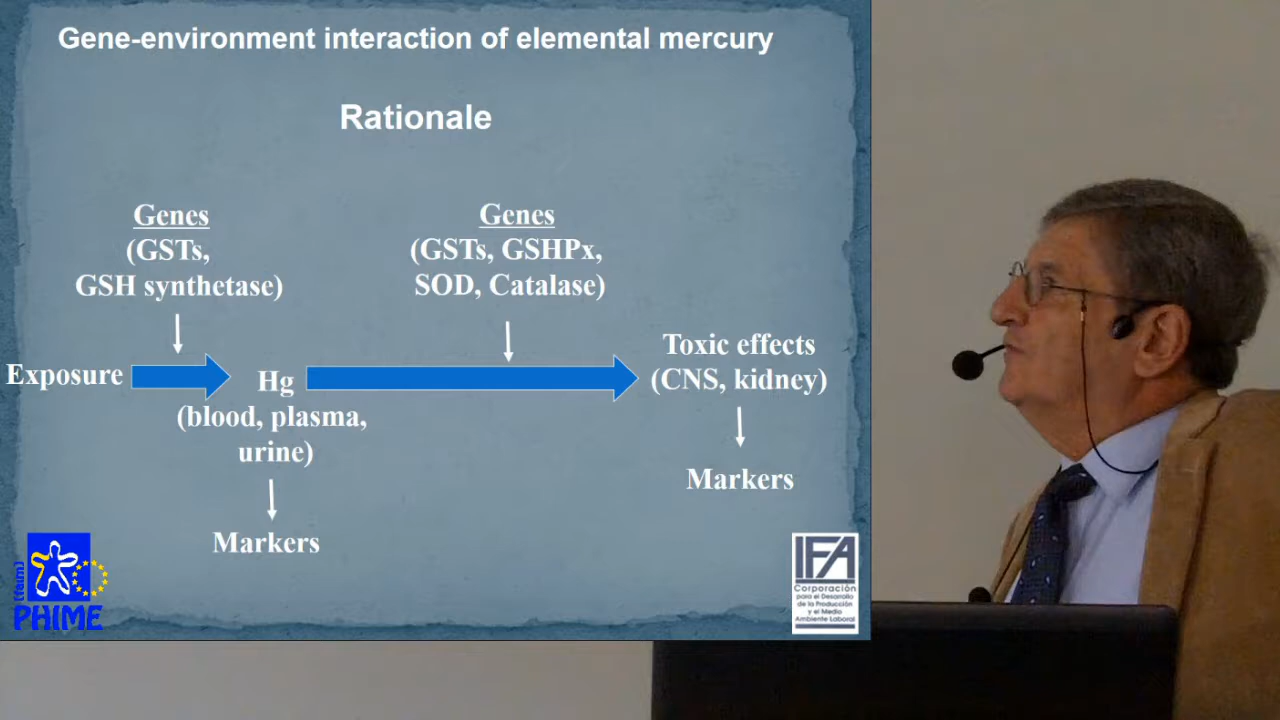 Gene-environment interaction of elemental mercury
Rationale
Genes
(GSTs,
GSH synthetase)
Genes
(GSTs, GSHPx,
SOD, Catalase)
Exposure
Hg
(blood, plasma,
urine)
Markers
Toxic effects
(CNS, kidney)
Markers
[faim]
PHIME
IFA
Corporación
para el Desarrollo
de la Producción
y el Medio
Ambiente Laboral